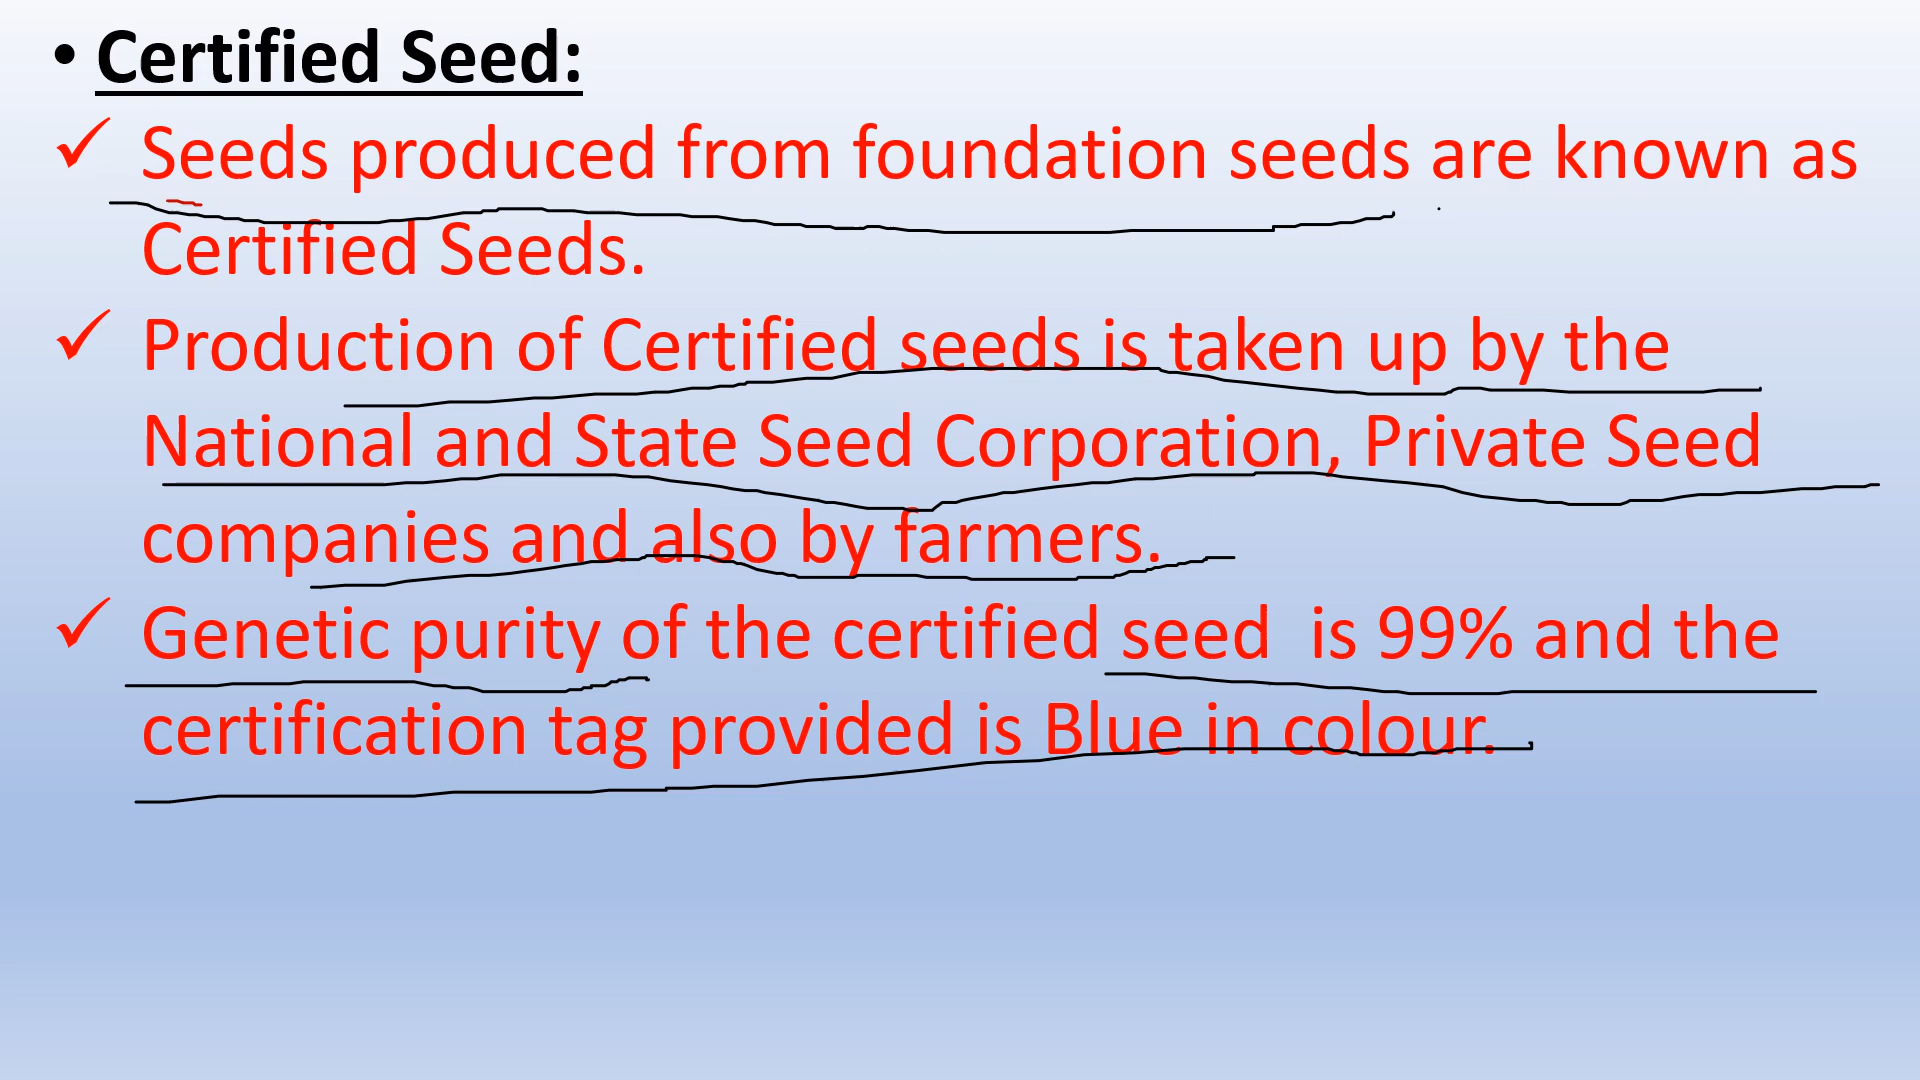 • Certified Seed:
✓ Seeds produced from foundation seeds are known as
Certified Seeds.
✓ Production of Certified seeds is taken up by the
National and State Seed Corporation, Private Seed
companies and also by farmers.
✓ Genetic purity of the certified seed  is 99% and the
certification tag provided is Blue in colour.